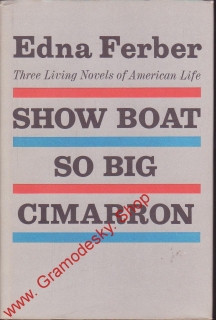 Edna Ferber
Three Living Novels of American Life
SHOW BOAT
SO BIG
CIMARRON
www.Gramodesky.Shop